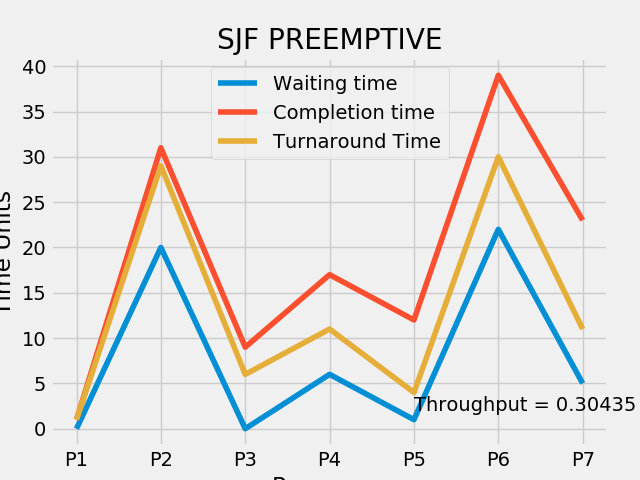 SJF PREEMPTIVE
40
35
30
25
20
15
10
5
0
Time Units
Waiting time
Completion time
Turnaround Time
Throughput = 0.30435
P1 P2 P3 P4 P5 P6 P7